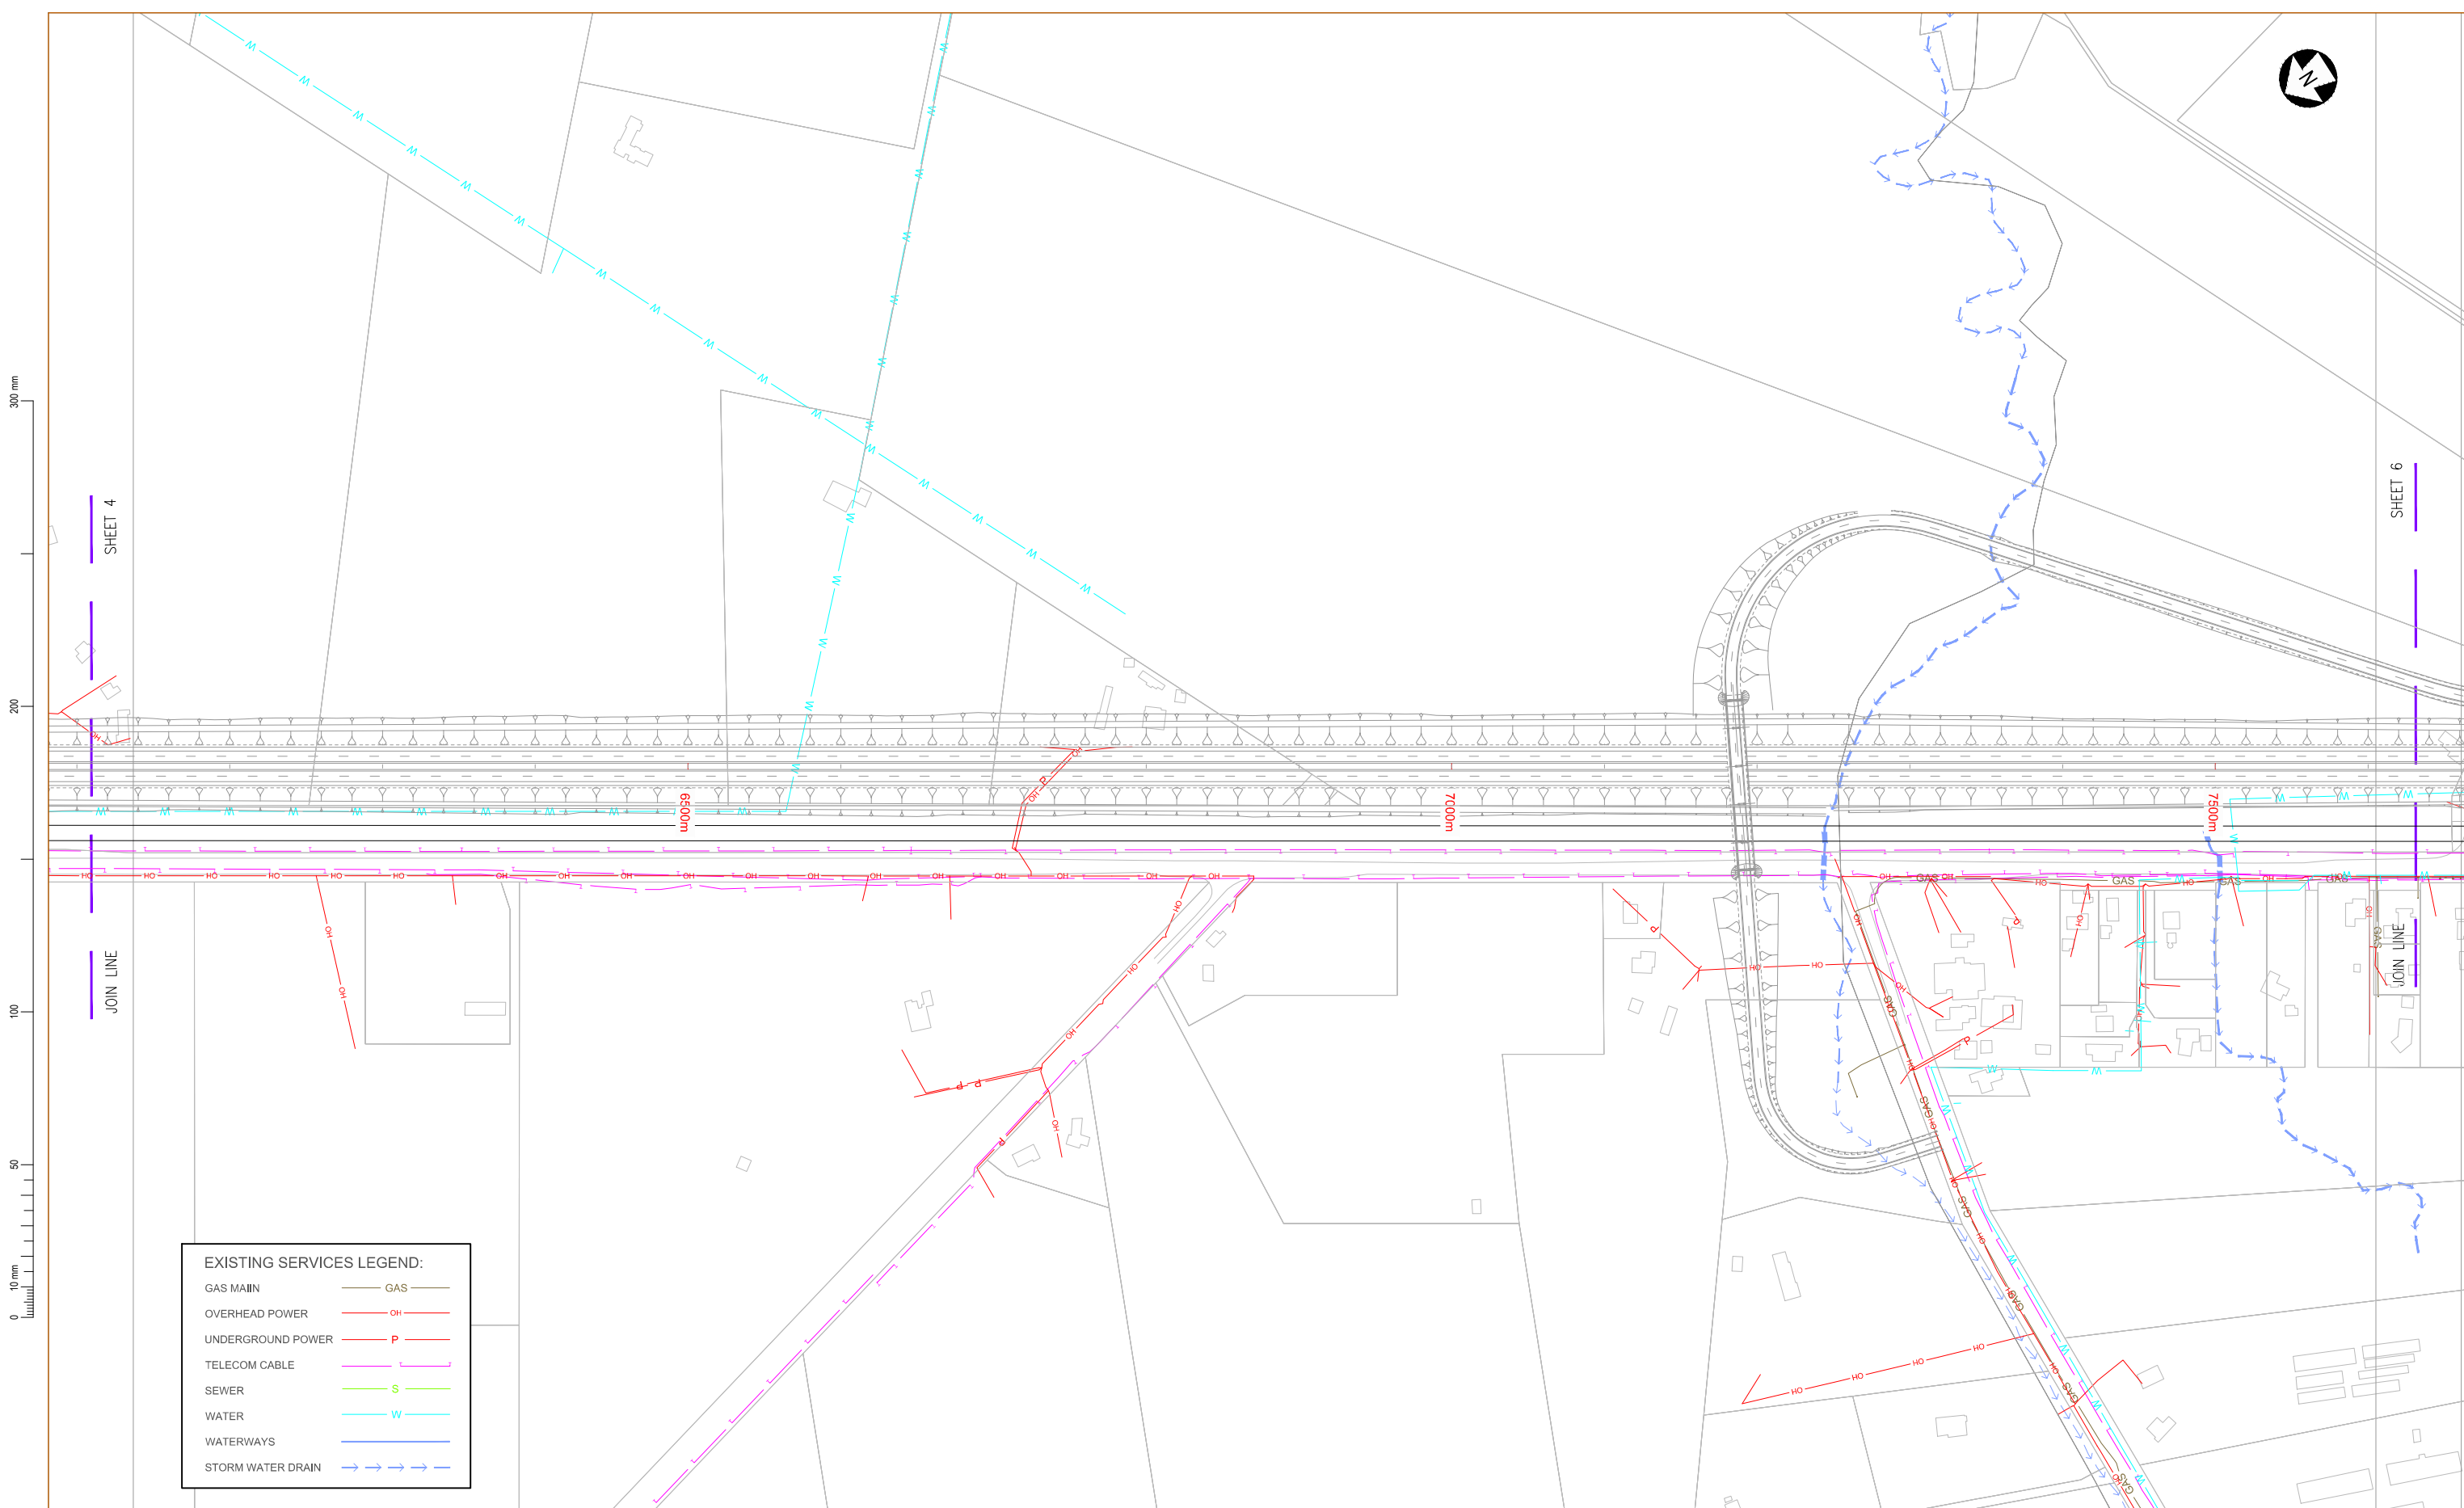 N
300 mm
200
100
50
10 mm
0
SHEET 4
JOIN LINE
SHEET 6
JOIN LINE
6500m
7000m
7500m
EXISTING SERVICES LEGEND:
GAS MAIIN GAS
OVERHEAD POWER OH
UNDERGROUND POWER P
TELECOM CABLE
SEWER S
WATER W
WATERWAYS
STORM WATER DRAIN